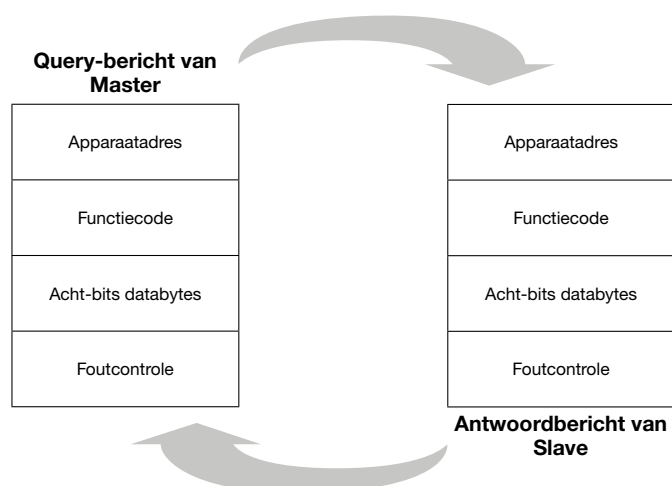 Query-bericht van
Master
Apparaatadres
Functiecode
Acht-bits databytes
Foutcontrole
Apparaatadres
Functiecode
Acht-bits databytes
Foutcontrole
Antwoordbericht van
Slave